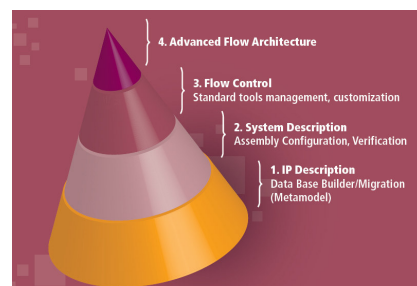 4. Advanced Flow Architecture
3. Flow Control
Standard tools management, customization
2. System Description
Assembly Configuration, Verification
1. IP Description
Data Base Builder/Migration
(Metamodel)